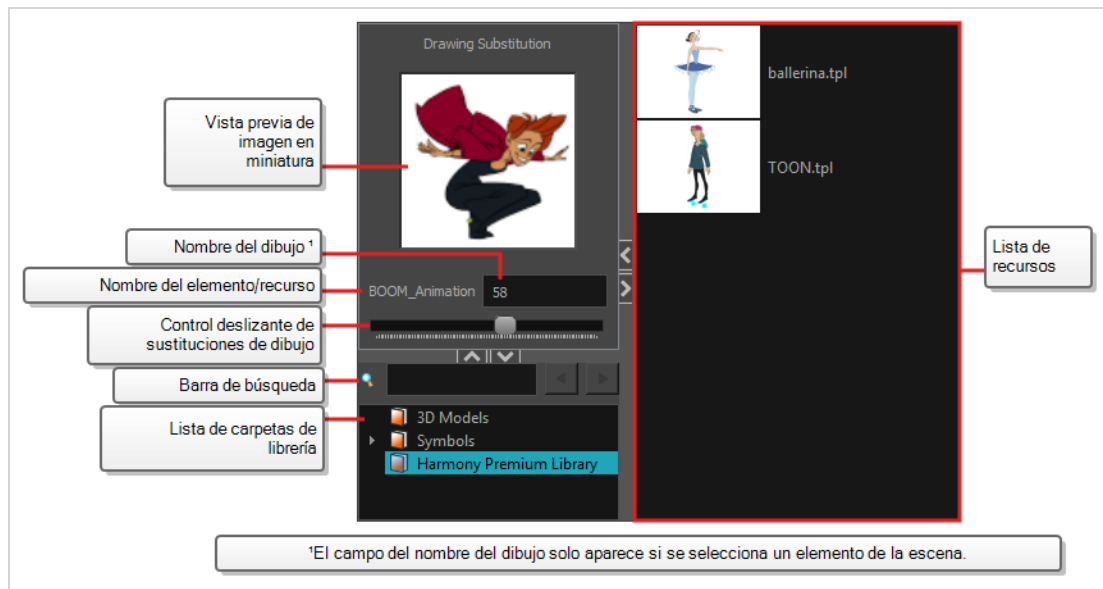 Drawing Substitution
ballerina.tpl
Vista previa de
imagen en
miniatura
TOON.tpl
Nombre del dibujo ¹
Lista de
recursos
Nombre del elemento/recurso
BOOM_Animation 58
Control deslizante de
sustituciones de dibujo
Barra de búsqueda
Lista de carpetas de
librería
3D Models
Symbols
Harmony Premium Library
¹El campo del nombre del dibujo solo aparece si se selecciona un elemento de la escena.